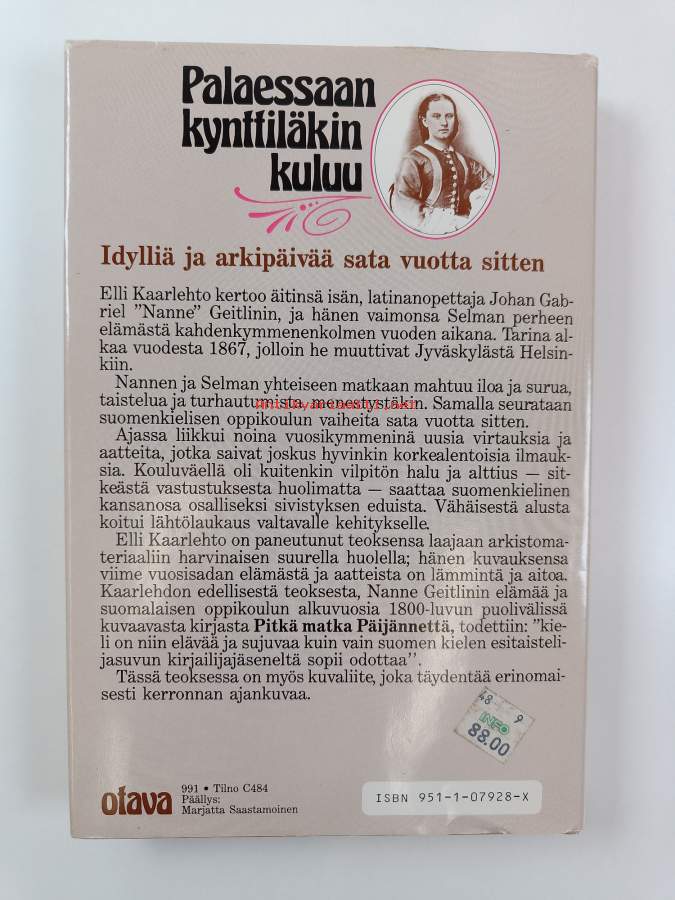 Palaessaan
kynttiläkin
kuluu
Idylliä ja arkipäivää sata vuotta sitten
Elli Kaarlehto kertoo äitinsä isän, latinanopettaja Johan Gab-
riel ”Nanne” Geitlinin, ja hänen vaimonsa Selman perheen
elämästä kahdenkymmenenkolmen vuoden aikana. Tarina al-
kaa vuodesta 1867, jolloin he muuttivat Jyväskylästä Helsin-
kiin.
Nannen ja Selman yhteiseen matkaan mahtuu iloa ja surua,
taistelua ja turhautumista, menestystäkin. Samalla seurataan
suomenkielisen oppikoulun vaiheita sata vuotta sitten.
Ajassa liikkui noina vuosikymmeninä uusia virtauksia ja
aatteita, jotka saivat joskus hyvinkin korkealentoisia ilmauk-
sia. Kouluväellä oli kuitenkin vilpitön halu ja alttius — sit-
keästä vastustuksesta huolimatta — saattaa suomenkielinen
kansanosa osalliseksi sivistyksen eduista. Vähäisestä alusta
koitui lähtölaukaus valtavalle kehitykselle.
Elli Kaarlehto on paneutunut teoksensa laajaan arkistoma-
teriaaliin harvinaisen suurella huolella; hänen kuvauksensa
viime vuosisadan elämästä ja aatteista on lämmintä ja aitoa.
Kaarlehdon edellisestä teoksesta, Nanne Geitlinin elämää ja
suomalaisen oppikoulun alkuvuosia 1800-luvun puolivälissä
kuvaavasta kirjasta Pitkä matka Päijännettä, todettiin: ”kie-
li on niin elävää ja sujuvaa kuin vain suomen kielen esitaisteli-
jasuvun kirjailijajäseneltä sopii odottaa”.
Tässä teoksessa on myös kuvaliite, joka täydentää erinomai-
sesti kerronnan ajankuvaa.
48- 9
INFO
88.00
otava
991 • Tilno C484
Päällys:
Marjatta Saastamoinen
ISBN 951-1-07928-X